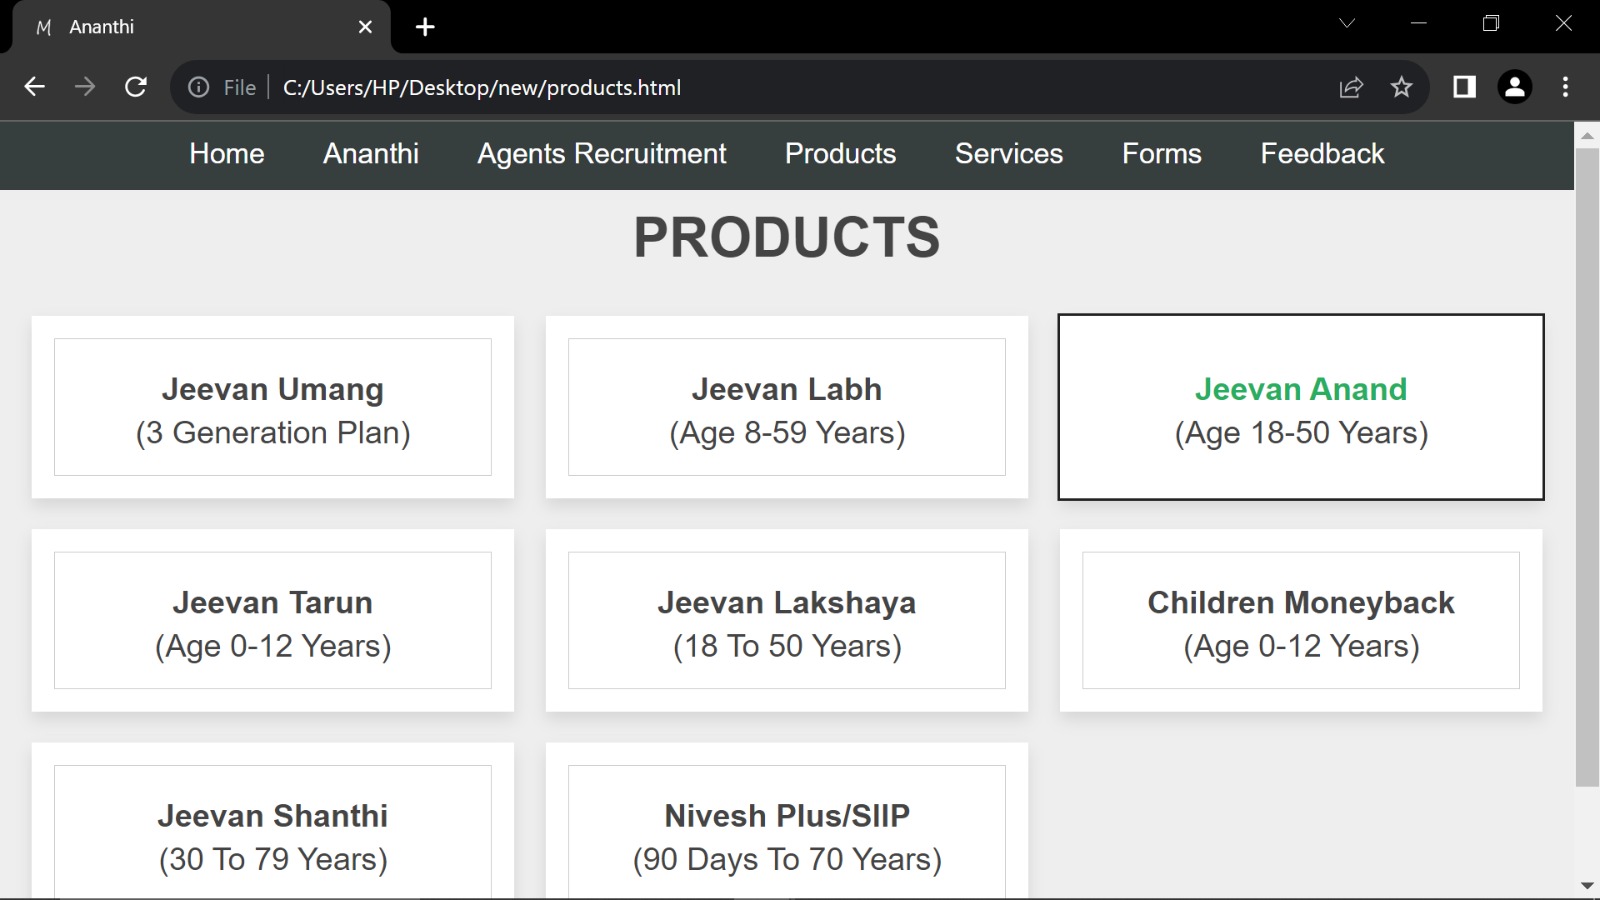 Ananthi
File C:/Users/HP/Desktop/new/products.html
Home Ananthi Agents Recruitment Products Services Forms Feedback
PRODUCTS
Jeevan Umang
(3 Generation Plan)
Jeevan Labh
(Age 8-59 Years)
Jeevan Anand
(Age 18-50 Years)
Jeevan Tarun
(Age 0-12 Years)
Jeevan Lakshaya
(18 To 50 Years)
Children Moneyback
(Age 0-12 Years)
Jeevan Shanthi
(30 To 79 Years)
Nivesh Plus/SIIP
(90 Days To 70 Years)